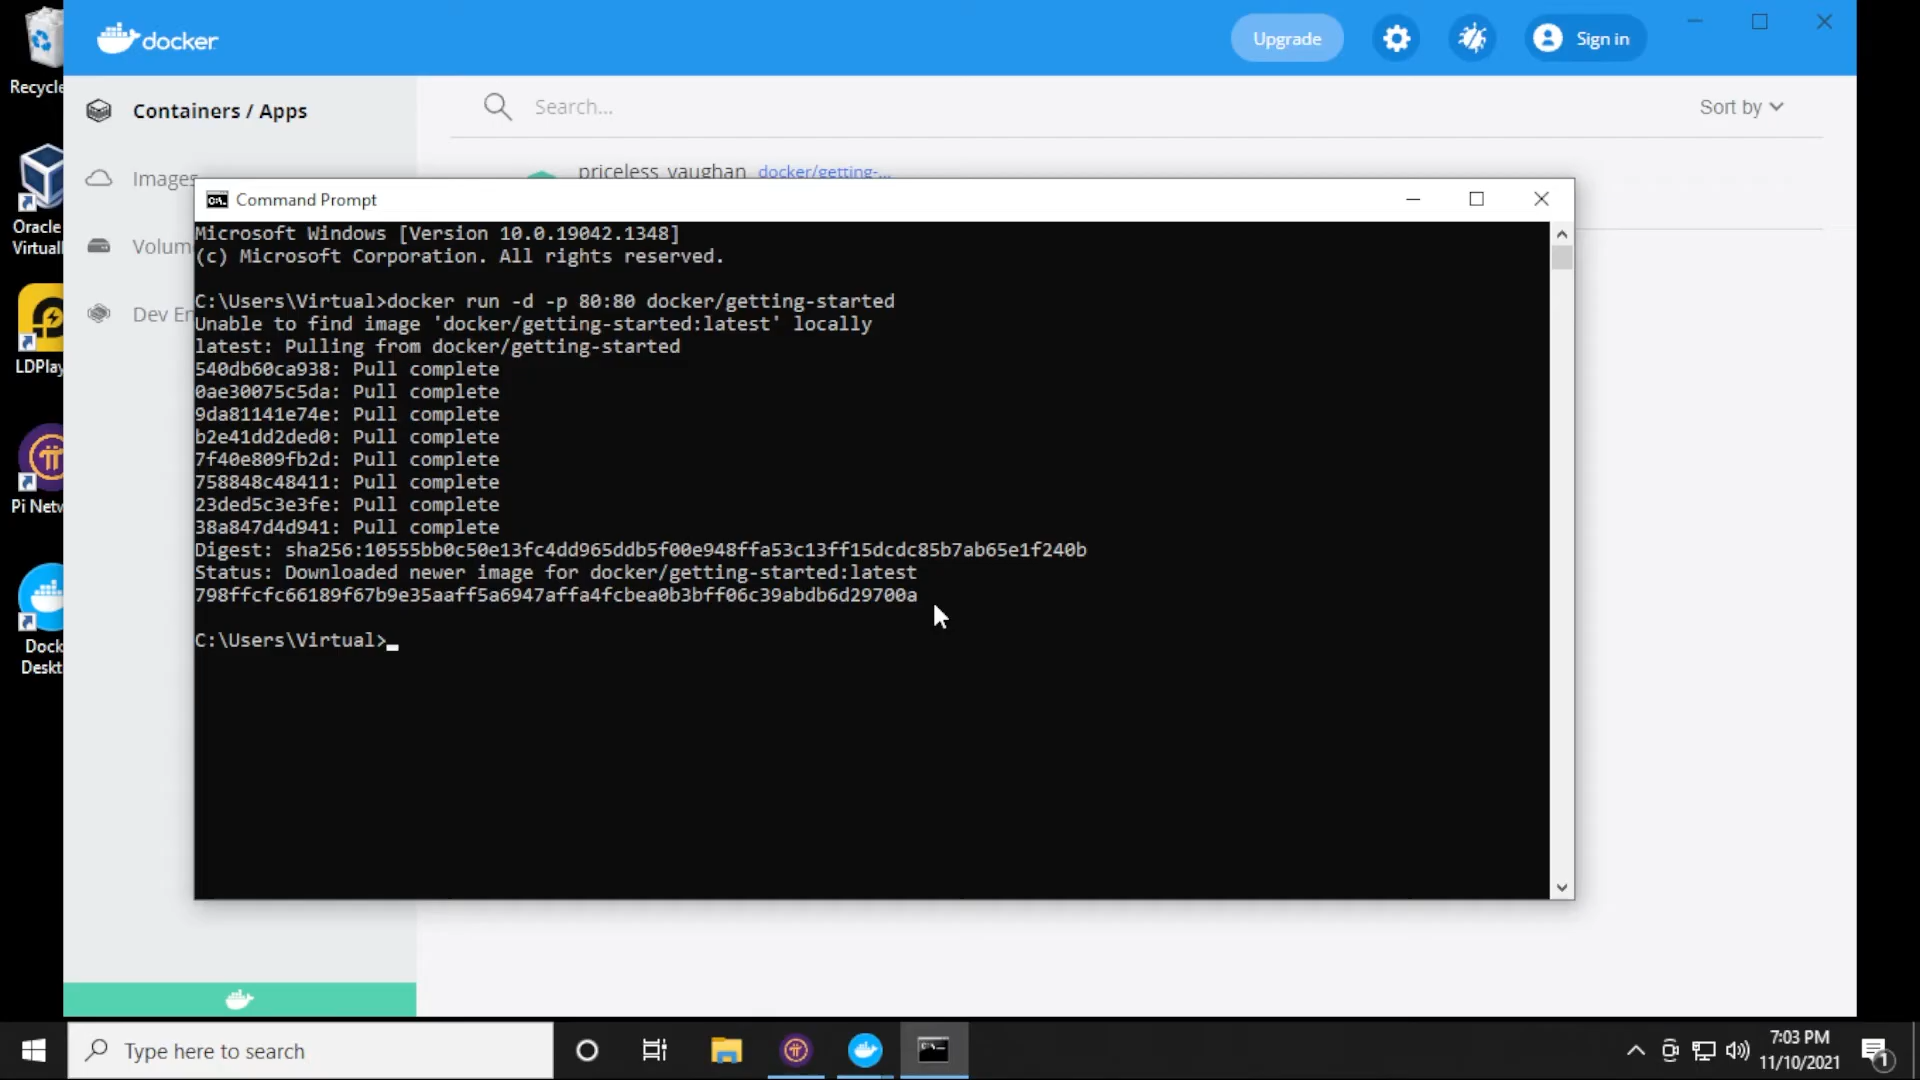 Recycle
Oracle
Virtuall
LDPlay
Pi Netw
Dock
Deskt
docker
Upgrade
Sign in
Containers / Apps
Images
Volum
Dev En
Search...
Sort by
priceless_vaughan docker/getting-...
Command Prompt
Microsoft Windows [Version 10.0.19042.1348]
(c) Microsoft Corporation. All rights reserved.
C:\Users\Virtual>docker run -d -p 80:80 docker/getting-started
Unable to find image 'docker/getting-started:latest' locally
latest: Pulling from docker/getting-started
540db60ca938: Pull complete
0ae30075c5da: Pull complete
9da81141e74e: Pull complete
b2e41dd2ded0: Pull complete
7f40e809fb2d: Pull complete
758848c48411: Pull complete
23ded5c3e3fe: Pull complete
38a847d4d941: Pull complete
Digest: sha256:10555bb0c50e13fc4dd965ddb5f00e948ffa53c13ff15dcdc85b7ab65e1f240b
Status: Downloaded newer image for docker/getting-started:latest
798ffcfc66189f67b9e35aaff5a6947affa4fcbea0b3bff06c39abdb6d29700a
C:\Users\Virtual>
Type here to search
7:03 PM
11/10/2021
1